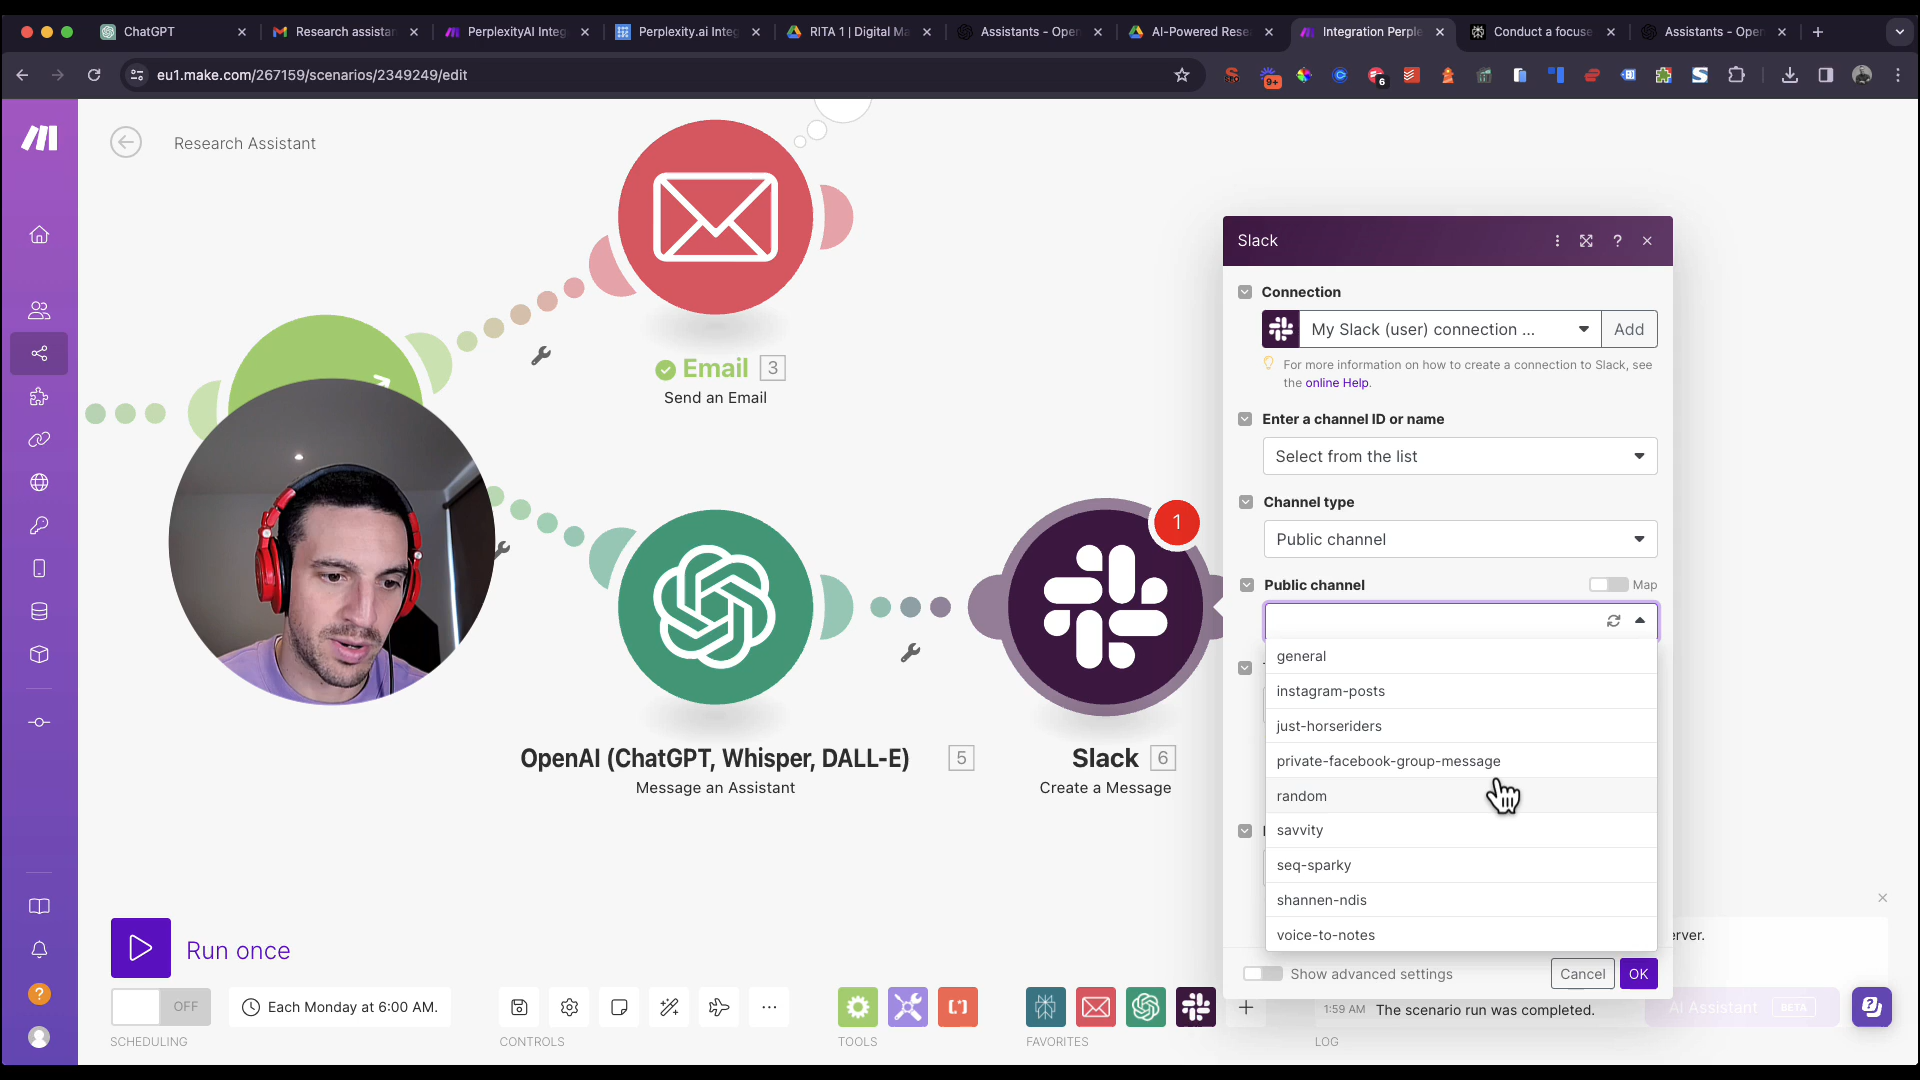 ChatGPT
Research assistan
PerplexityAI Integ
Perplexity.ai Integ
RITA 1 | Digital Ma
Assistants - Open
AI-Powered Rese
Integration Perple
Conduct a focuse
Assistants - Open
eu1.make.com/267159/scenarios/2349249/edit
9+
6
Research Assistant
Email 3
Send an Email
1
OpenAI (ChatGPT, Whisper, DALL-E) 5
Message an Assistant
Slack 6
Create a Message
Slack
Connection
My Slack (user) connection ...
Add
For more information on how to create a connection to Slack, see
the online Help.
Enter a channel ID or name
Select from the list
Channel type
Public channel
Public channel
Map
general
instagram-posts
just-horseriders
private-facebook-group-message
random
savvity
seq-sparky
shannen-ndis
voice-to-notes
erver.
Show advanced settings
Cancel
OK
Run once
OFF
Each Monday at 6:00 AM.
1:59 AM The scenario run was completed.
AI Assistant BETA
SCHEDULING
CONTROLS
TOOLS
FAVORITES
LOG